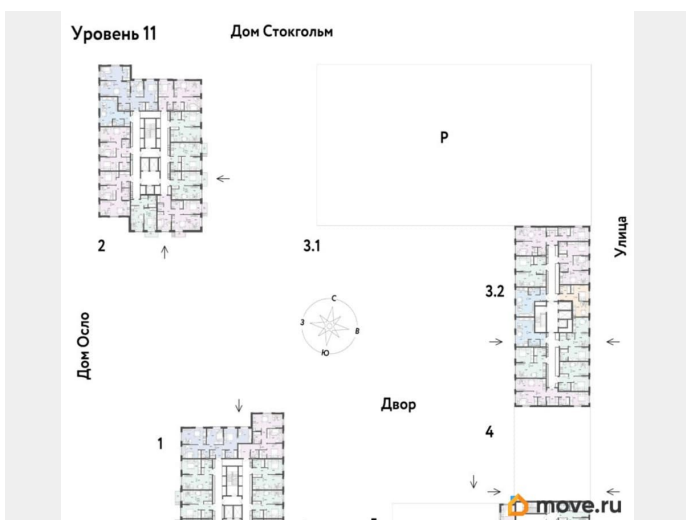 Уровень 11
Дом Стокгольм
P
2
3.1
Улица
3.2
С
З
В
Ю
Дом Осло
Двор
1
4
move.ru